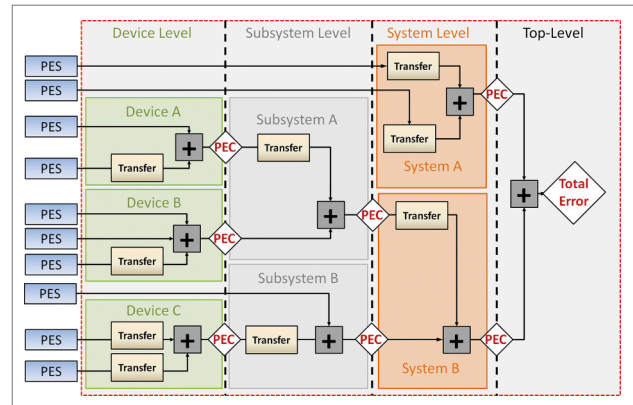 Device Level
Subsystem Level
System Level
Top-Level
PES
Transfer
PES
PEC
Device A
Subsystem A
PES
Transfer
PEC
Transfer
PES
Transfer
System A
Total
Error
Device B
PES
PES
PEC
PEC
Transfer
PES
Transfer
Subsystem B
PES
Device C
PES
Transfer
PEC
Transfer
PEC
PEC
PES
Transfer
System B